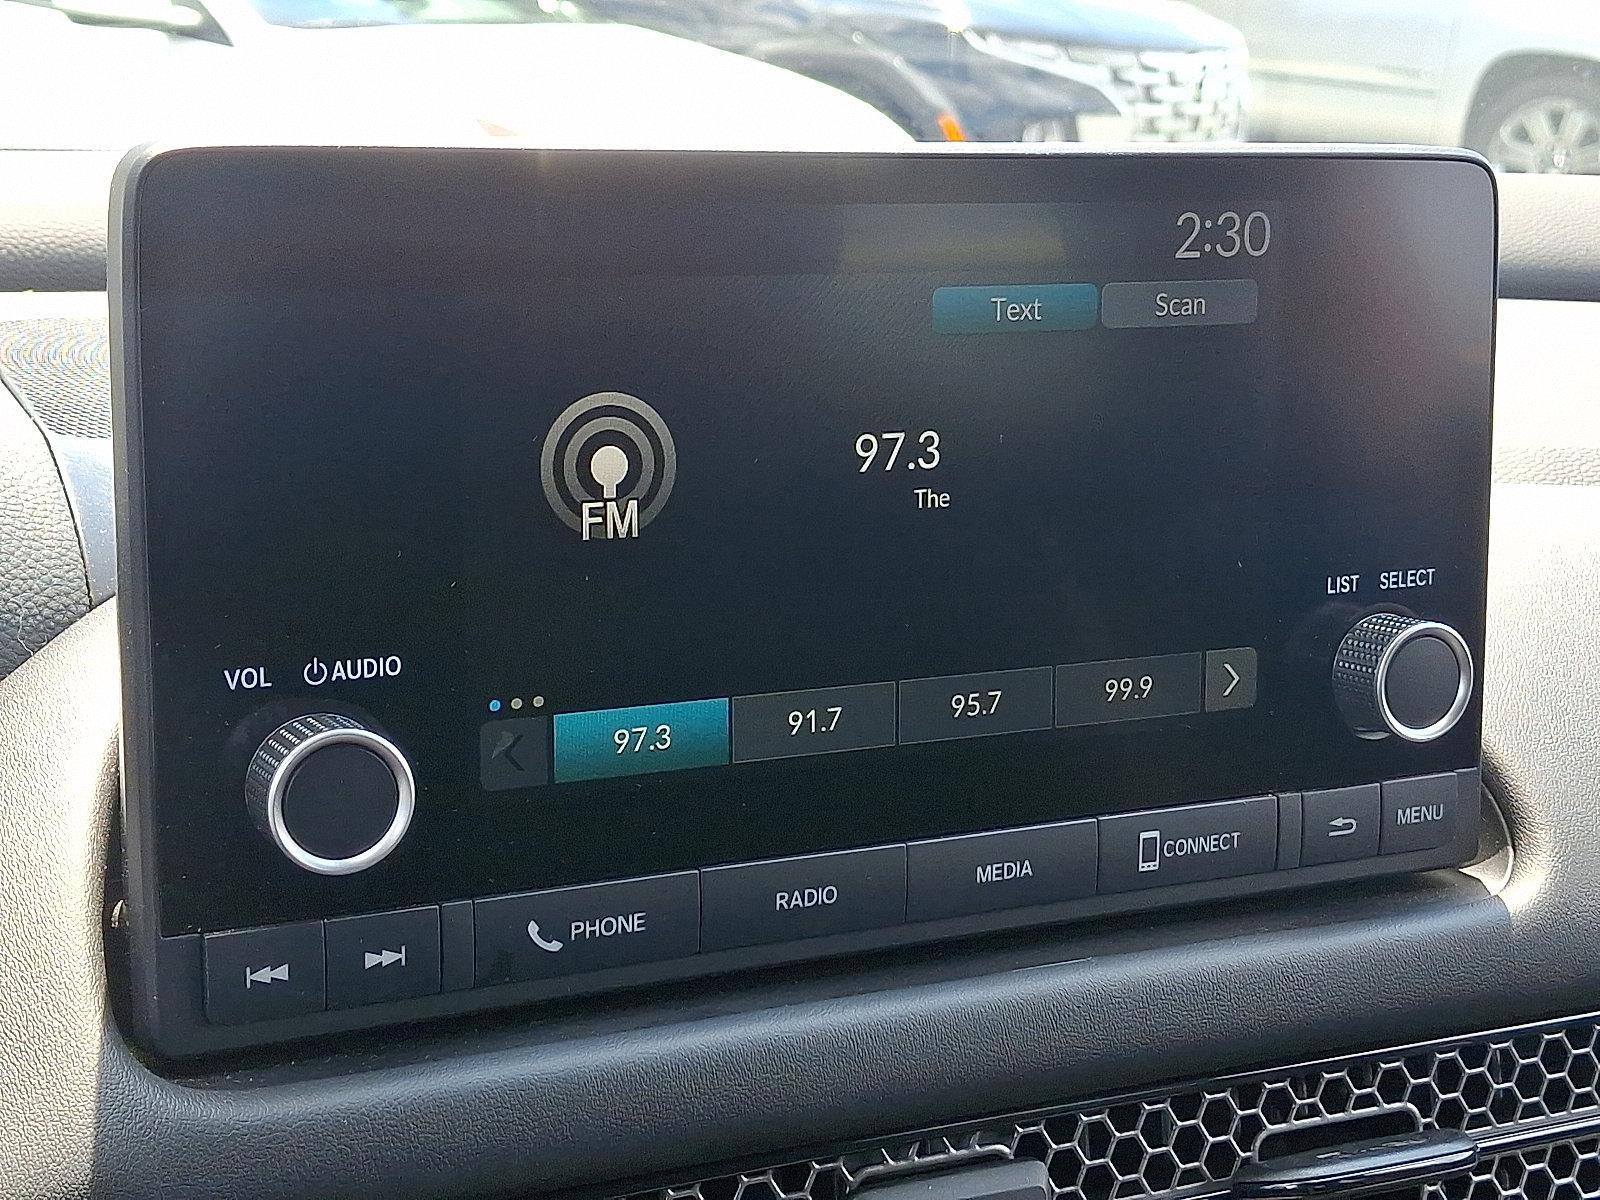 2:30
Text Scan
97.3
The
FM
LIST SELECT
VOL AUDIO
97.3 91.7 95.7 99.9
PHONE RADIO MEDIA CONNECT MENU